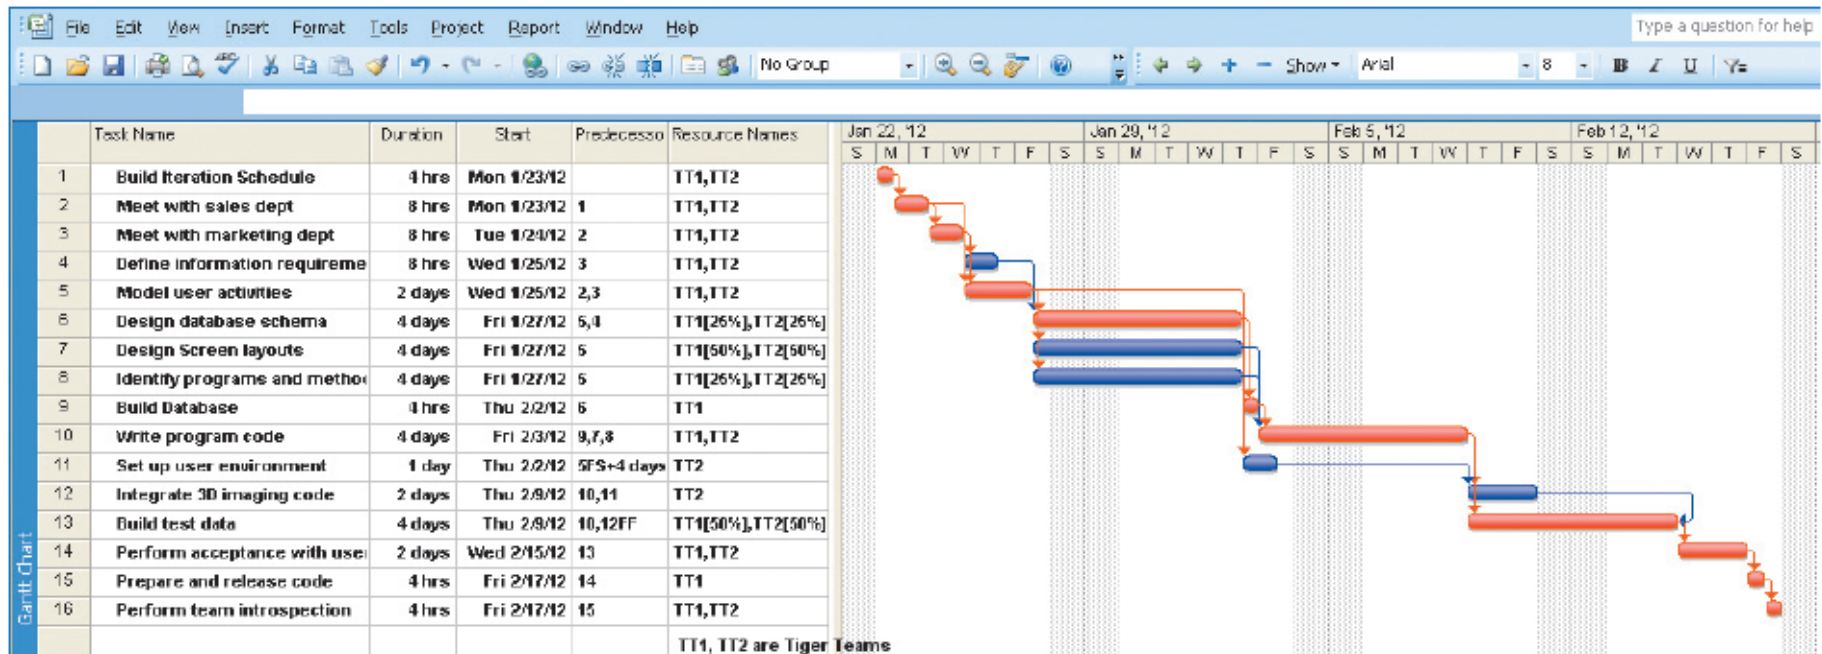 File Edit View Insert Format Tools Project Report Window Help Type a question for help
No Group Show Arial 8 B I U
Task Name Duration Start Predecesso Resource Names Jan 22, '12 Jan 29, '12 Feb 5, '12 Feb 12, '12
S M T W T F S S M T W T F S S M T W T F S S M T W T F S
1 Build Iteration Schedule 4 hrs Mon 1/23/12 TT1,TT2
2 Meet with sales dept 8 hrs Mon 1/23/12 1 TT1,TT2
3 Meet with marketing dept 8 hrs Tue 1/24/12 2 TT1,TT2
4 Define information requireme 8 hrs Wed 1/25/12 3 TT1,TT2
5 Model user activities 2 days Wed 1/25/12 2,3 TT1,TT2
6 Design database schema 4 days Fri 1/27/12 5,4 TT1[25%],TT2[25%]
7 Design Screen layouts 4 days Fri 1/27/12 5 TT1[50%],TT2[50%]
8 Identify programs and metho 4 days Fri 1/27/12 5 TT1[25%],TT2[25%]
9 Build Database 4 hrs Thu 2/2/12 6 TT1
10 Write program code 4 days Fri 2/3/12 9,7,8 TT1,TT2
11 Set up user environment 1 day Thu 2/2/12 5FS+4 days TT2
12 Integrate 3D imaging code 2 days Thu 2/9/12 10,11 TT2
13 Build test data 4 days Thu 2/9/12 10,12FF TT1[50%],TT2[50%]
14 Perform acceptance with use 2 days Wed 2/15/12 13 TT1,TT2
15 Prepare and release code 4 hrs Fri 2/17/12 14 TT1
16 Perform team introspection 4 hrs Fri 2/17/12 15 TT1,TT2
TT1, TT2 are Tiger Teams
Gantt Chart